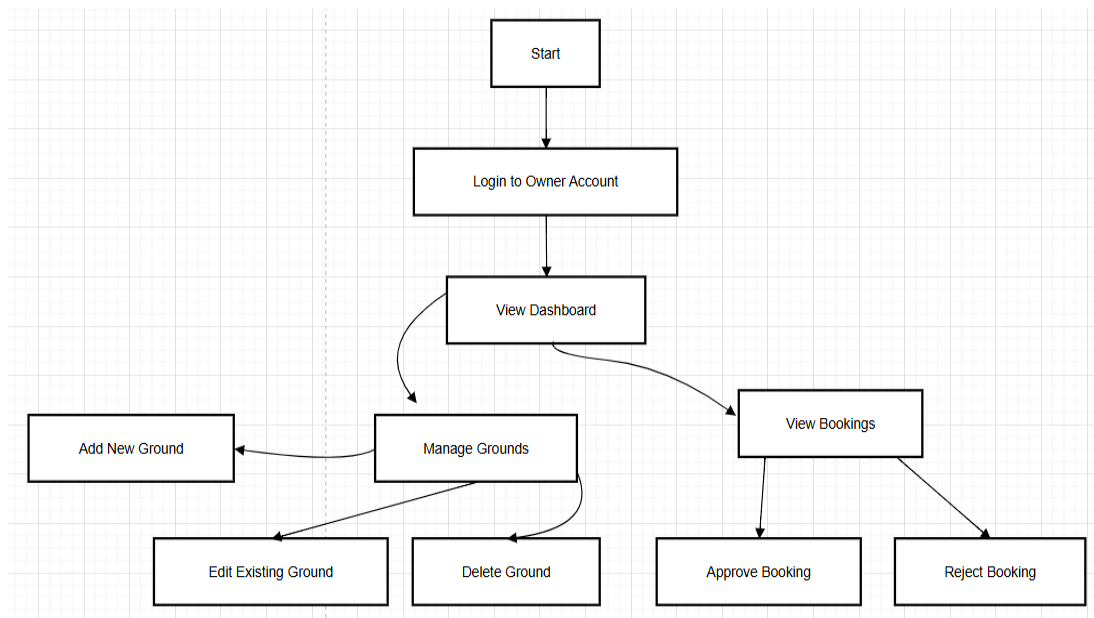 Start
Login to Owner Account
View Dashboard
View Bookings
Add New Ground
Manage Grounds
Edit Existing Ground
Delete Ground
Approve Booking
Reject Booking